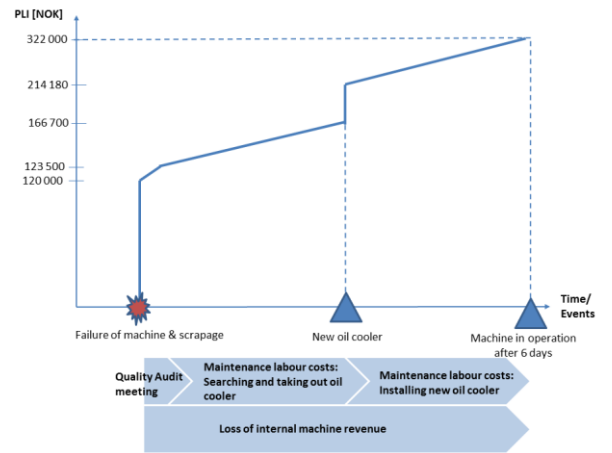 PLI [NOK]
322 000
214 180
166 700
123 500
120 000
Time/
Events
Failure of machine & scrapage
New oil cooler
Machine in operation
after 6 days
Quality Audit
meeting
Maintenance labour costs:
Searching and taking out oil
cooler
Maintenance labour costs:
Installing new oil cooler
Loss of internal machine revenue